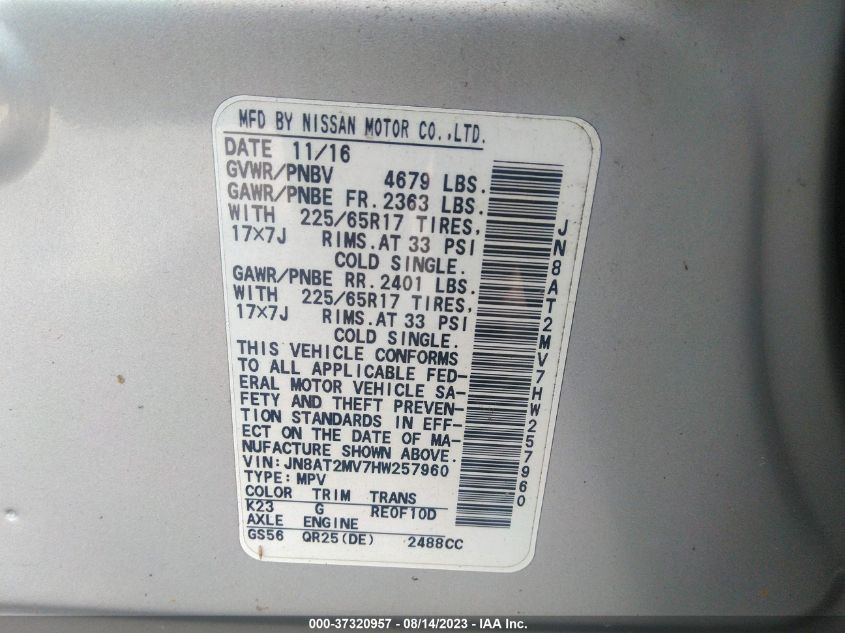 MFD BY NISSAN MOTOR CO.,LTD.
DATE 11/16
GVWR/PNBV 4679 LBS.
GAWR/PNBE FR. 2363 LBS.
WITH 225/65R17 TIRES,
17×7J RIMS.AT 33 PSI
COLD SINGLE.
GAWR/PNBE RR. 2401 LBS.
WITH 225/65R17 TIRES,
17×7J RIMS.AT 33 PSI
COLD SINGLE.
THIS VEHICLE CONFORMS
TO ALL APPLICABLE FED-
ERAL MOTOR VEHICLE SA-
FETY AND THEFT PREVEN-
TION STANDARDS IN EFF-
ECT ON THE DATE OF MA-
NUFACTURE SHOWN ABOVE.
VIN:JN8AT2MV7HW257960
TYPE:MPV
COLOR TRIM TRANS
K23 G RE0F10D
AXLE ENGINE
GS56 QR25(DE) 2488CC
JN8AT2MV7HW257960
000-37320957 - 08/14/2023 - IAA Inc.